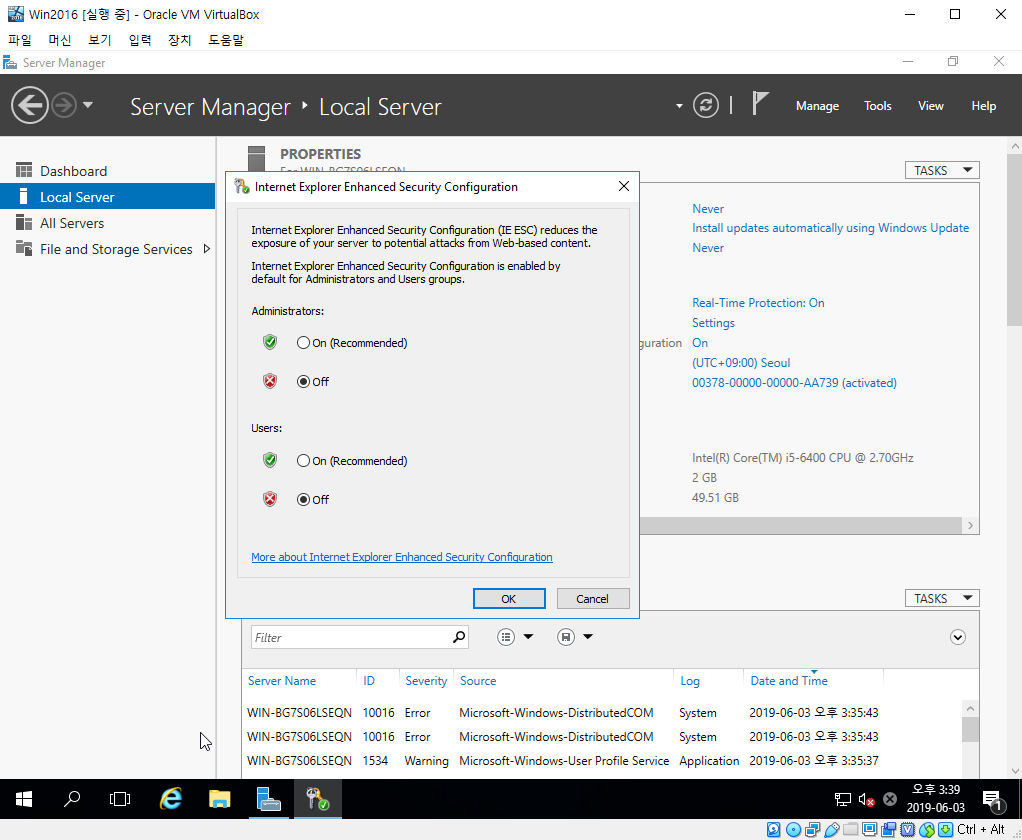 Win2016 [실행 중] - Oracle VM VirtualBox
파일 머신 보기 입력 장치 도움말
Server Manager
Server Manager Local Server
Manage Tools View Help
Dashboard
Local Server
All Servers
File and Storage Services
PROPERTIES
For WIN-BG7S06LSEQN
TASKS
Internet Explorer Enhanced Security Configuration
Internet Explorer Enhanced Security Configuration (IE ESC) reduces the
exposure of your server to potential attacks from Web-based content.
Internet Explorer Enhanced Security Configuration is enabled by
default for Administrators and Users groups.
Administrators:
On (Recommended)
Off
Users:
On (Recommended)
Off
More about Internet Explorer Enhanced Security Configuration
OK Cancel
Never
Install updates automatically using Windows Update
Never
Real-Time Protection: On
Settings
guration On
(UTC+09:00) Seoul
00378-00000-00000-AA739 (activated)
Intel(R) Core(TM) i5-6400 CPU @ 2.70GHz
2 GB
49.51 GB
TASKS
Filter
Server Name ID Severity Source Log Date and Time
WIN-BG7S06LSEQN 10016 Error Microsoft-Windows-DistributedCOM System 2019-06-03 오후 3:35:43
WIN-BG7S06LSEQN 10016 Error Microsoft-Windows-DistributedCOM System 2019-06-03 오후 3:35:43
WIN-BG7S06LSEQN 1534 Warning Microsoft-Windows-User Profile Service Application 2019-06-03 오후 3:35:37
오후 3:39
2019-06-03
1
Ctrl + Alt